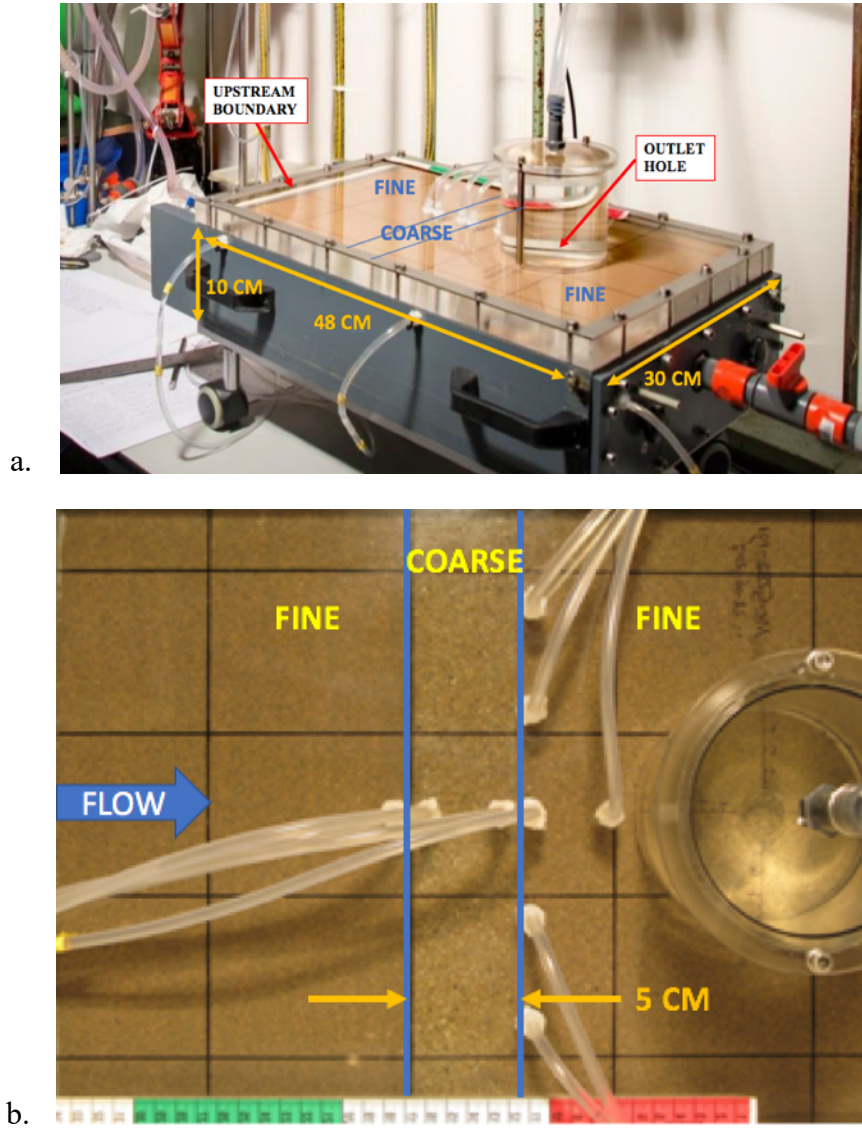 UPSTREAM
BOUNDARY
OUTLET
HOLE
FINE
COARSE
FINE
10 CM
48 CM
30 CM
a.
COARSE
FINE
FINE
FLOW
5 CM
b.